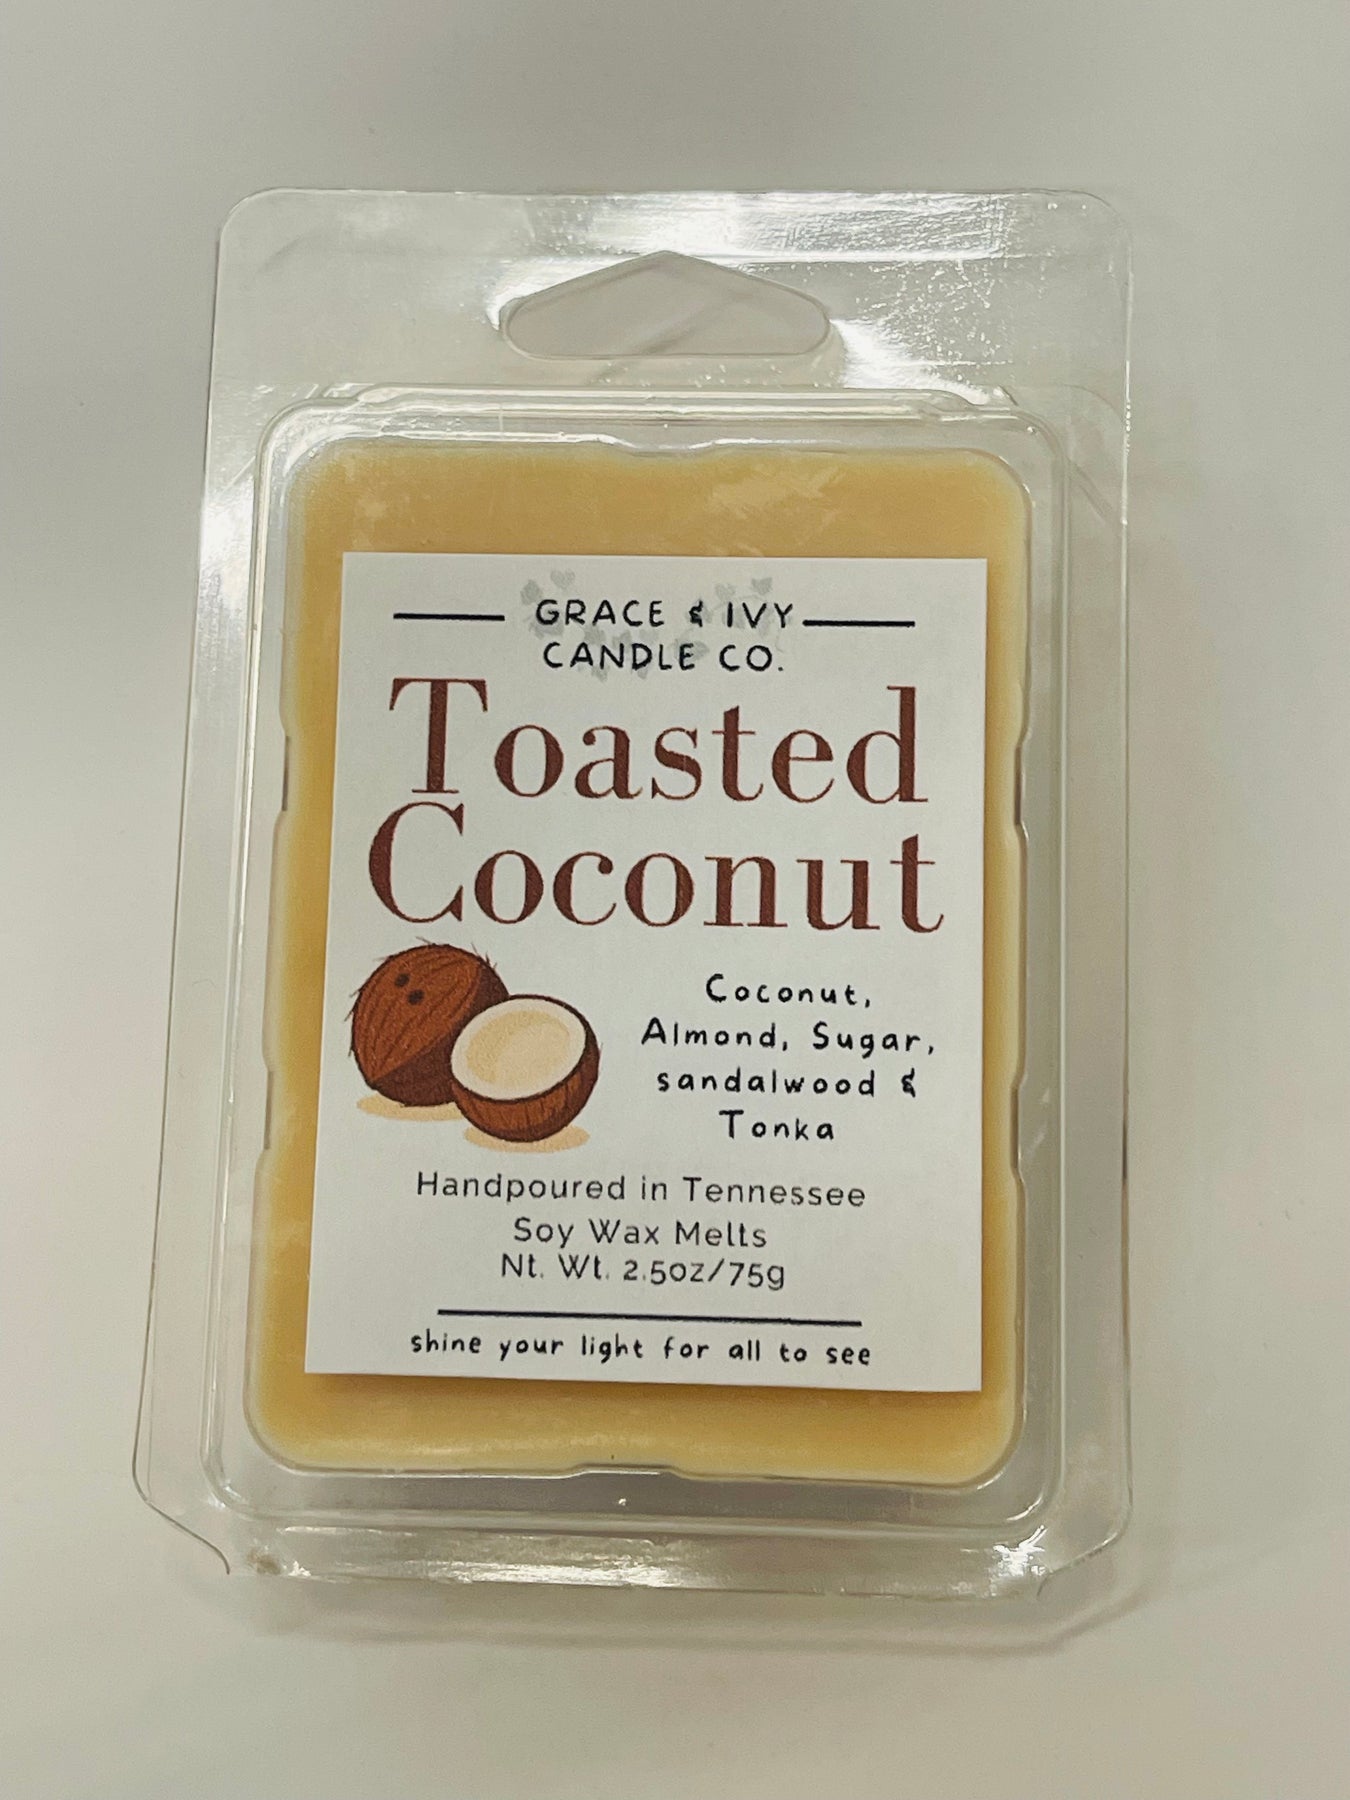 GRACE & IVY
CANDLE CO.
Toasted
Coconut
Coconut,
Almond, Sugar,
sandalwood &
Tonka
Handpoured in Tennessee
Soy Wax Melts
Nt. Wt. 2.5oz/75g
shine your light for all to see